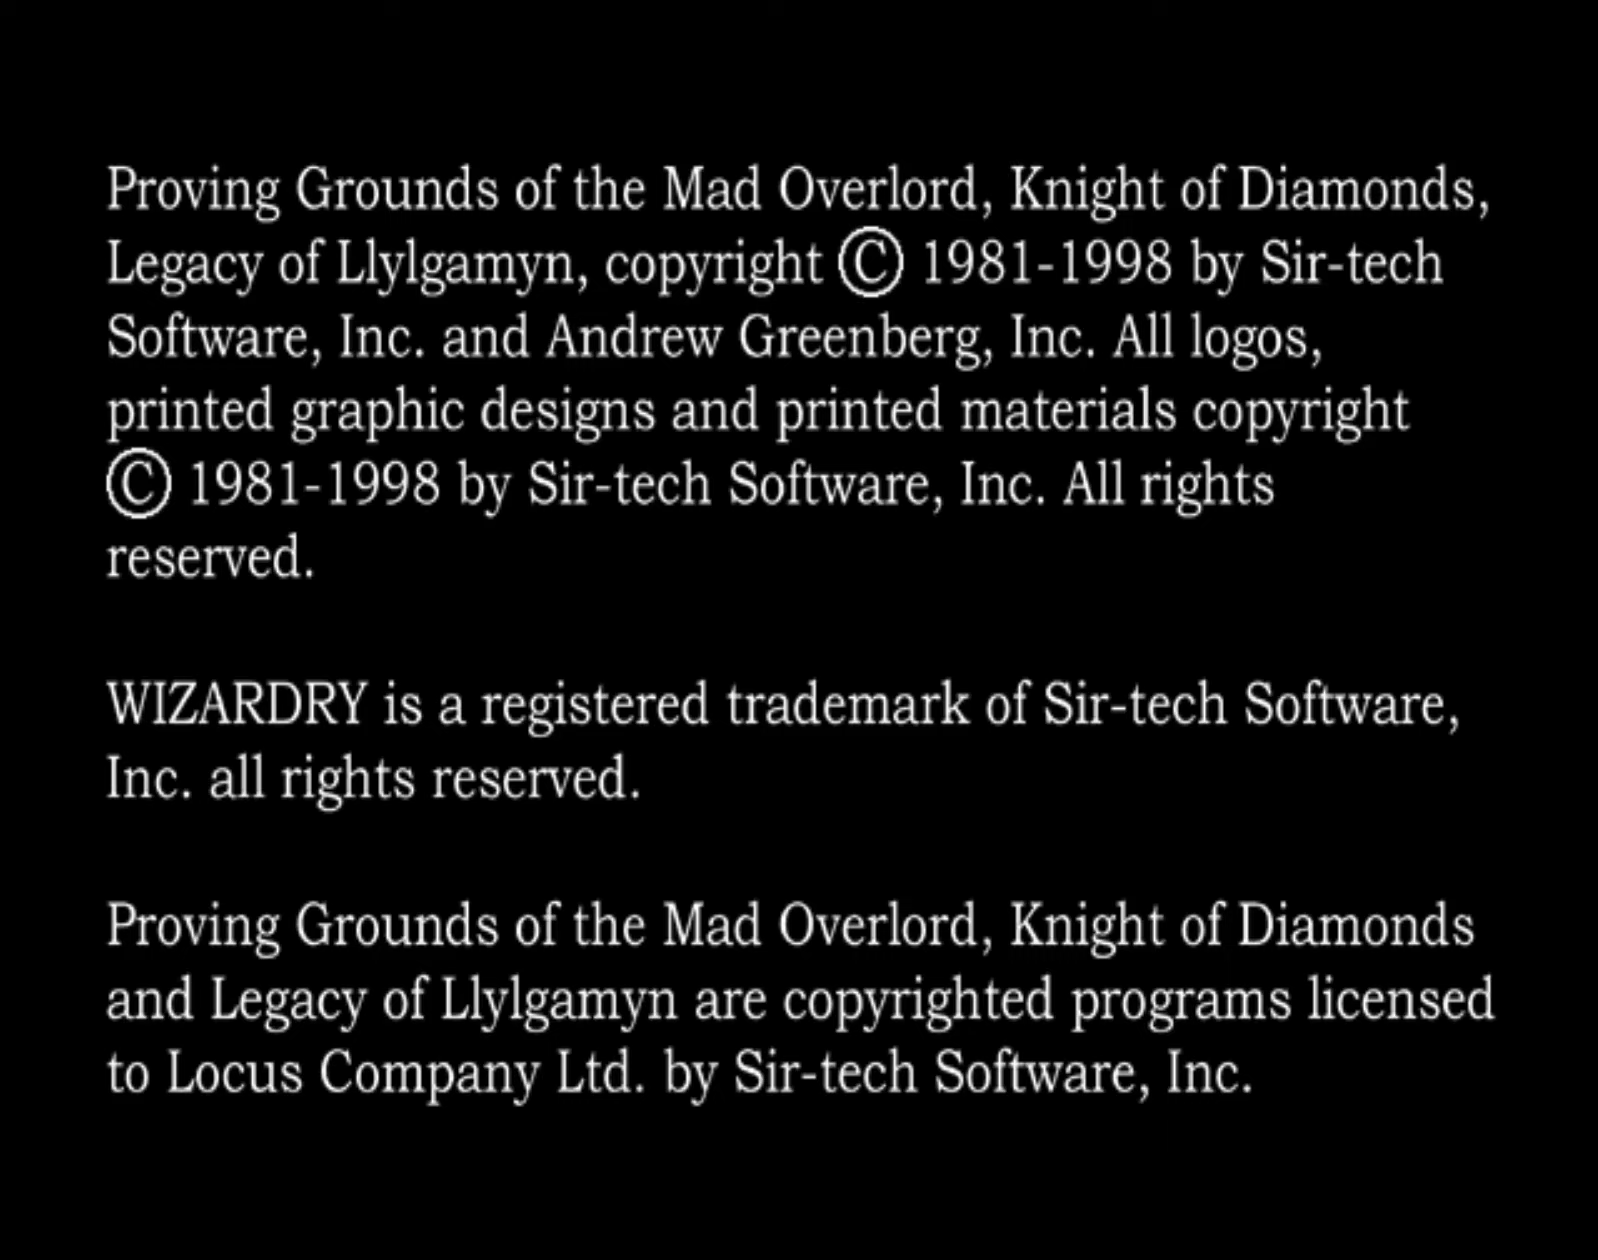 Proving Grounds of the Mad Overlord, Knight of Diamonds,
Legacy of Llylgamyn, copyright © 1981-1998 by Sir-tech
Software, Inc. and Andrew Greenberg, Inc. All logos,
printed graphic designs and printed materials copyright
© 1981-1998 by Sir-tech Software, Inc. All rights
reserved.
WIZARDRY is a registered trademark of Sir-tech Software,
Inc. all rights reserved.
Proving Grounds of the Mad Overlord, Knight of Diamonds
and Legacy of Llylgamyn are copyrighted programs licensed
to Locus Company Ltd. by Sir-tech Software, Inc.